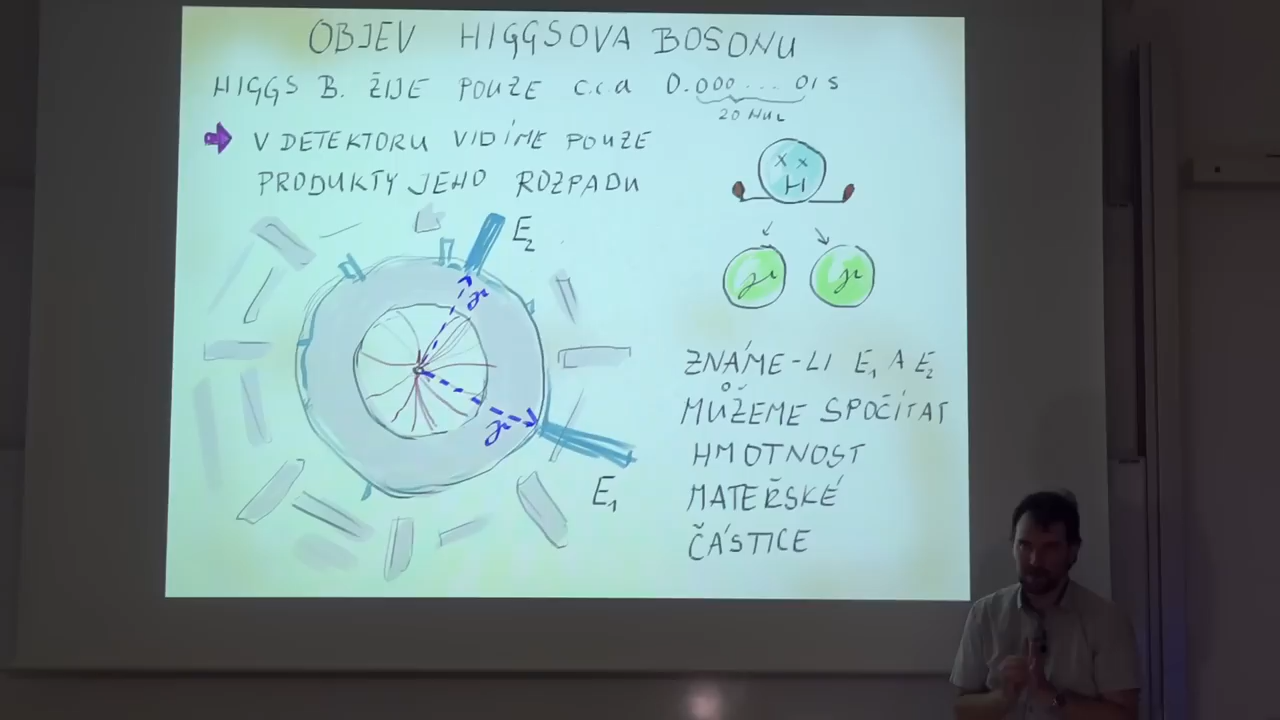 OBJEV HIGGSOVA BOSONU
HIGGS B. ŽIJE POUZE c.c.a 0.000....01 s
20 NUL
V DETEKTORU VIDÍME POUZE
PRODUKTY JEHO ROZPADU
X X
H
E₂
γ
γ γ
γ
E₁
ZNÁME-LI E₁ A E₂
MŮŽEME SPOČÍTAT
HMOTNOST
MATEŘSKÉ
ČÁSTICE